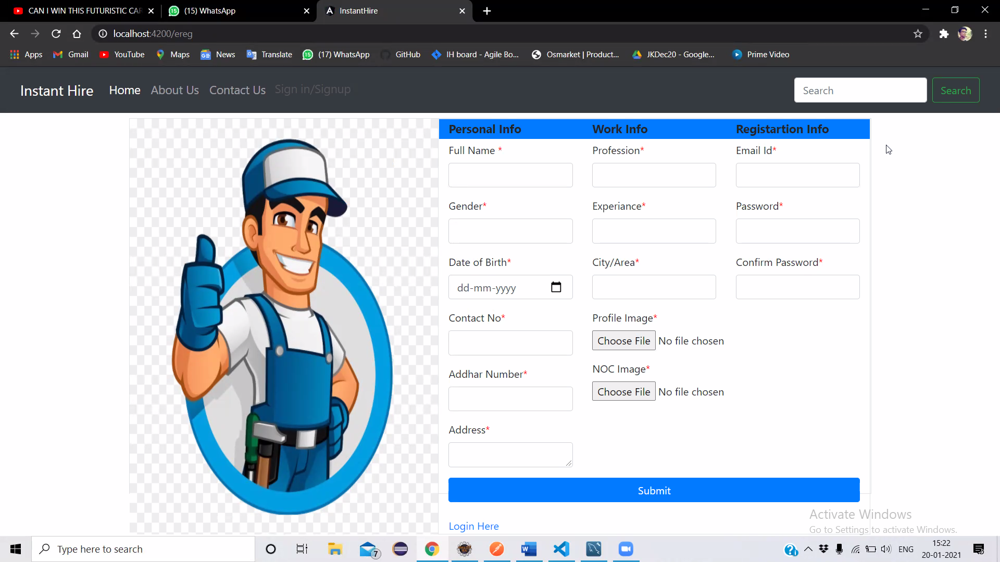 CAN I WIN THIS FUTURISTIC CAR
(15) WhatsApp
InstantHire
localhost:4200/ereg
Apps Gmail YouTube Maps News Translate (17) WhatsApp GitHub IH board - Agile Bo... Osmarket | Product... JKDec20 - Google... Prime Video
Instant Hire Home About Us Contact Us Sign in/Signup Search Search
Personal Info Work Info Registartion Info
Full Name * Profession* Email Id*
Gender* Experiance* Password*
Date of Birth* City/Area* Confirm Password*
dd-mm-yyyy
Contact No* Profile Image*
Choose File No file chosen
Addhar Number* NOC Image*
Choose File No file chosen
Address*
Submit
Login Here
Activate Windows
Go to Settings to activate Windows.
Type here to search
7
ENG
15:22
20-01-2021